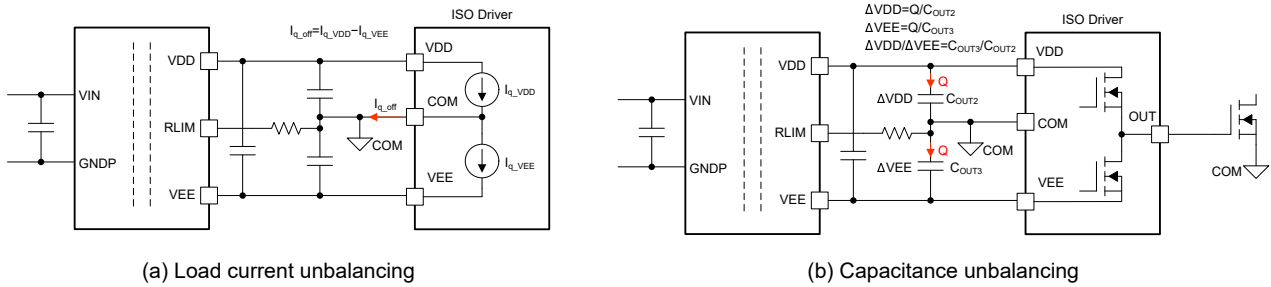 ISO Driver
I_q_off=I_q_VDD−I_q_VEE
VDD
VDD
VIN
I_q_VDD
COM
I_q_off
RLIM
COM
I_q_VEE
GNDP
VEE
VEE
(a) Load current unbalancing
ΔVDD=Q/C_OUT2
ΔVEE=Q/C_OUT3
ΔVDD/ΔVEE=C_OUT3/C_OUT2
ISO Driver
VDD
VDD
Q
VIN
ΔVDD
C_OUT2
COM
OUT
RLIM
COM
Q
GNDP
ΔVEE
C_OUT3
VEE
COM
VEE
(b) Capacitance unbalancing